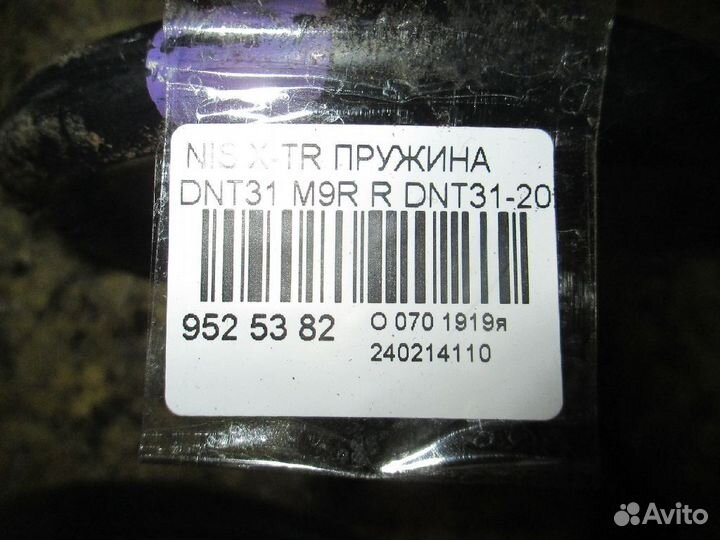 NIS X-TR ПРУЖИНА
DNT31 M9R R DNT31-20
952 53 82
О 070 1919я
240214110
Avito